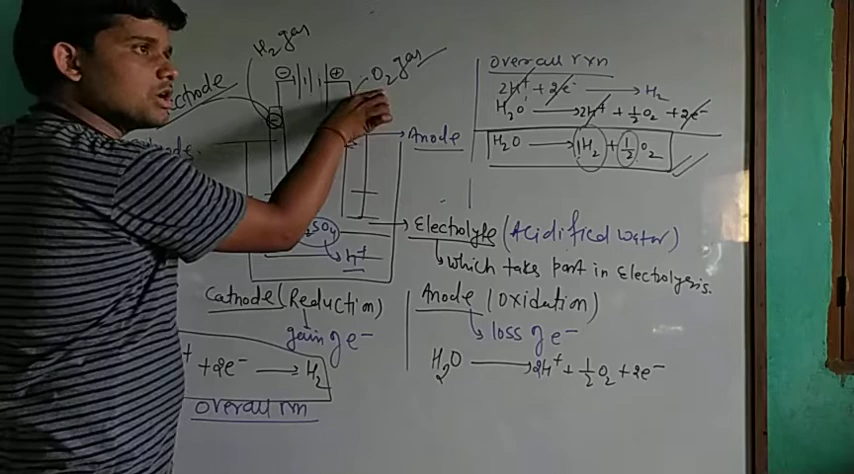 H2 gas
O2 gas
⊖ ⊕
Anode
H+
Electrolyte (Acidified water)
which takes part in Electrolysis.
overall rxn
2H+ + 2e- → H2
H2O → 2H+ + 1/2 O2 + 2e-
H2O → 1H2 + 1/2 O2
Cathode (Reduction)
gain of e-
+ 2e- → H2
overall rxn
Anode (Oxidation)
loss of e-
H2O → 2H+ + 1/2 O2 + 2e-